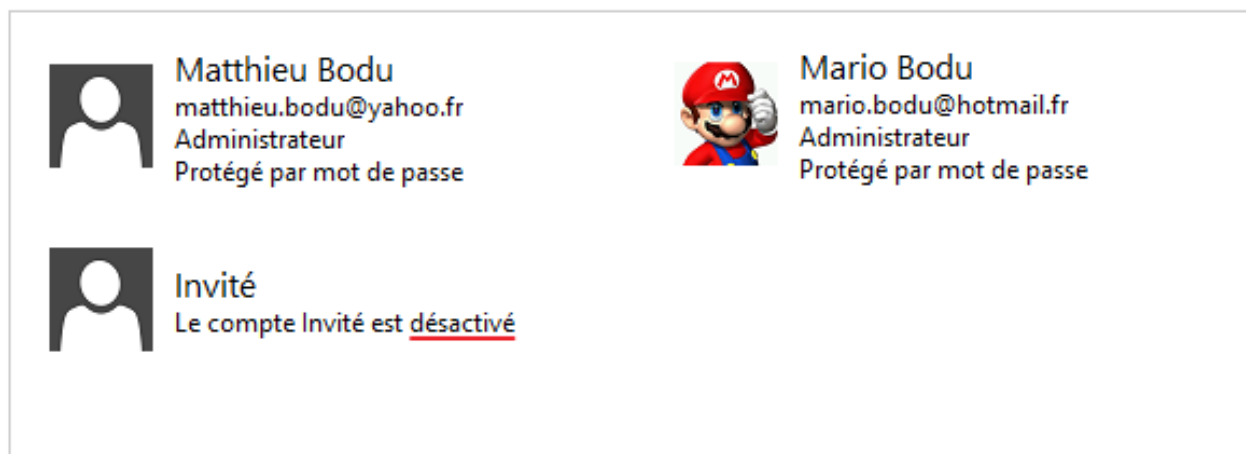 Matthieu Bodu
matthieu.bodu@yahoo.fr
Administrateur
Protégé par mot de passe
Mario Bodu
mario.bodu@hotmail.fr
Administrateur
Protégé par mot de passe
Invité
Le compte Invité est désactivé